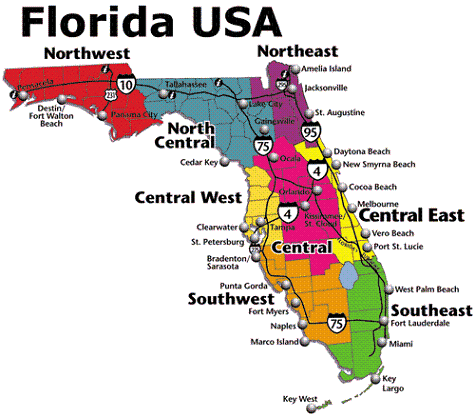 Florida USA
Northwest
Northeast
Amelia Island
Jacksonville
10
295
Pensacola
Tallahassee
231
Lake City
St. Augustine
Destin/
Fort Walton
Beach
Panama City
Gainesville
95
North
Central
75
Daytona Beach
New Smyrna Beach
Cedar Key
Ocala
4
Orlando
Cocoa Beach
Central West
Melbourne
4
Kissimmee/
St. Cloud
Central East
Clearwater
Tampa
Vero Beach
St. Petersburg
275
Central
Port St. Lucie
Bradenton/
Sarasota
Punta Gorda
West Palm Beach
Southwest
Southeast
Fort Myers
Fort Lauderdale
Naples
75
Marco Island
Miami
Key
Largo
Key West